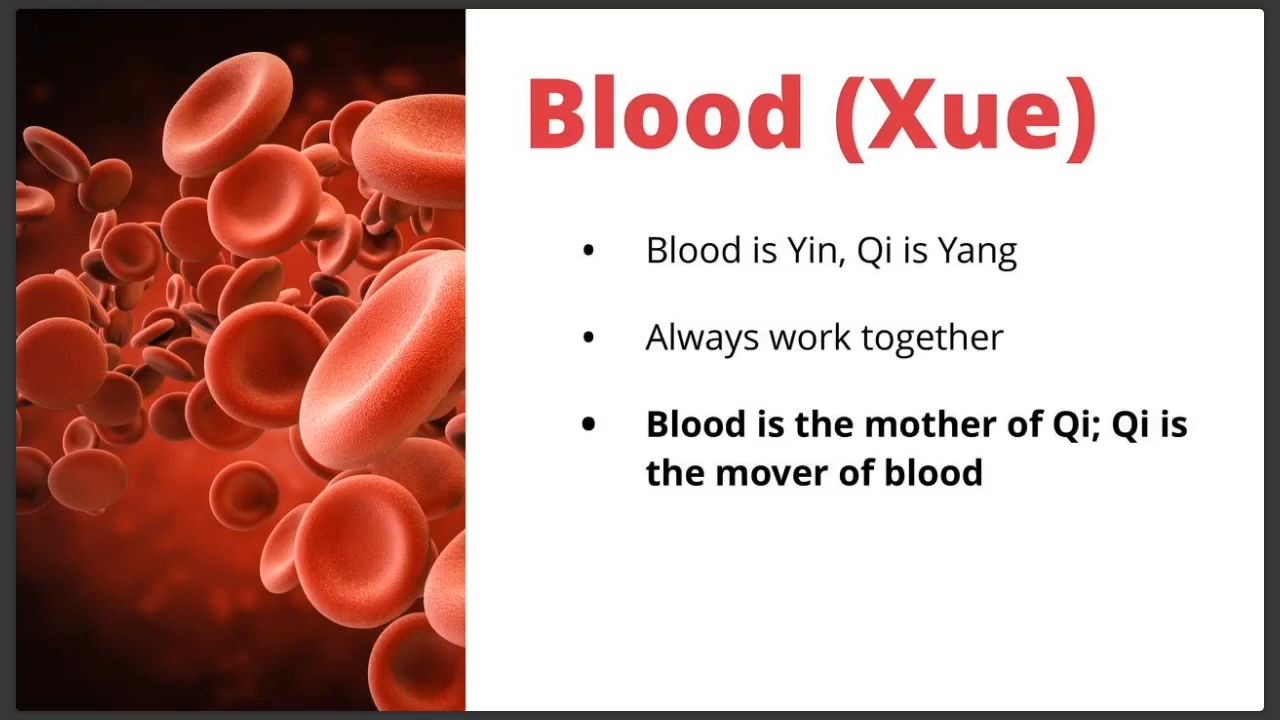 Blood (Xue)
• Blood is Yin, Qi is Yang
• Always work together
• Blood is the mother of Qi; Qi is
the mover of blood